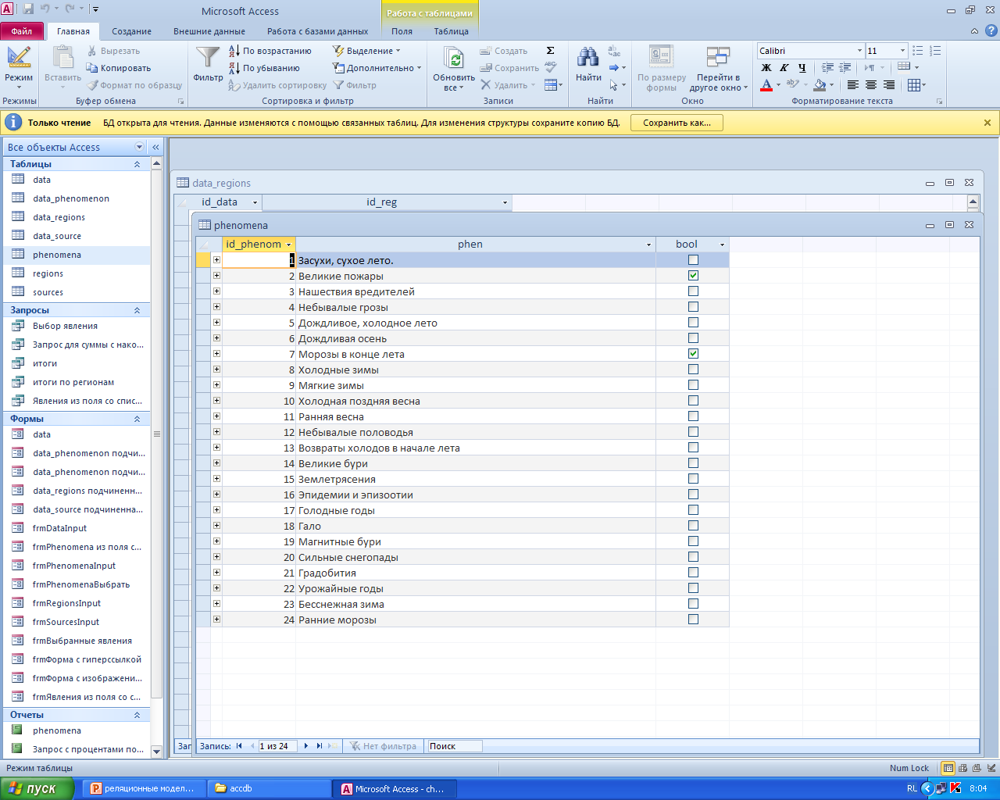 Microsoft Access
Работа с таблицами
Файл
Главная
Создание
Внешние данные
Работа с базами данных
Поля
Таблица
Режим
Режимы
Вставить
Вырезать
Копировать
Формат по образцу
Буфер обмена
Фильтр
По возрастанию
По убыванию
Удалить сортировку
Выделение
Дополнительно
Фильтр
Сортировка и фильтр
Обновить все
Создать
Сохранить
Удалить
Записи
Найти
Найти
По размеру формы
Перейти в другое окно
Окно
Calibri 11
Ж К Ч
Форматирование текста
Только чтение БД открыта для чтения. Данные изменяются с помощью связанных таблиц. Для изменения структуры сохраните копию БД. Сохранить как...
Все объекты Access
Таблицы
data
data_phenomenon
data_regions
data_source
phenomena
regions
sources
Запросы
Выбор явления
Запрос для суммы с нако...
итоги
итоги по регионам
Явления из поля со спис...
Формы
data
data_phenomenon подчи...
data_phenomenon подчи...
data_regions подчиненн...
data_source подчиненна...
frmDataInput
frmPhenomena из поля с...
frmPhenomenaInput
frmPhenomenaВыбрать
frmRegionsInput
frmSourcesInput
frmВыбранные явления
frmФорма с гиперссылкой
frmФорма с изображени...
frmЯвления из поля со с...
Отчеты
phenomena
Запрос с процентами по...
data_regions
id_data id_reg
phenomena
id_phenom phen bool
1 Засухи, сухое лето.
2 Великие пожары
3 Нашествия вредителей
4 Небывалые грозы
5 Дождливое, холодное лето
6 Дождливая осень
7 Морозы в конце лета
8 Холодные зимы
9 Мягкие зимы
10 Холодная поздняя весна
11 Ранняя весна
12 Небывалые половодья
13 Возвраты холодов в начале лета
14 Великие бури
15 Землетрясения
16 Эпидемии и эпизоотии
17 Голодные годы
18 Гало
19 Магнитные бури
20 Сильные снегопады
21 Градобития
22 Урожайные годы
23 Бесснежная зима
24 Ранние морозы
Зап
Запись: 1 из 24 Нет фильтра Поиск
Режим таблицы
Num Lock
пуск
реляционные модел...
accdb
Microsoft Access - ch...
RL
8:04